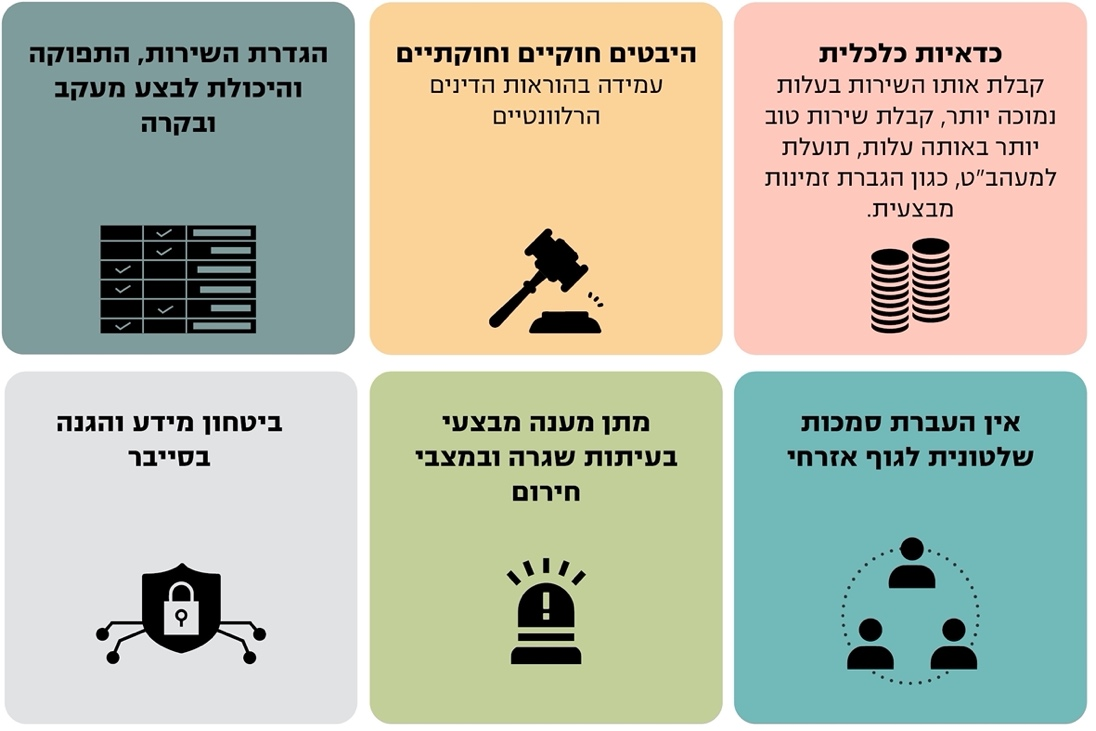 כדאיות כלכלית
קבלת אותו השירות בעלות
נמוכה יותר, קבלת שירות טוב
יותר באותה עלות, תועלת
למעהב"ט, כגון הגברת זמינות
מבצעית.
היבטים חוקיים וחוקתיים
עמידה בהוראות הדינים
הרלוונטיים
הגדרת השירות, התפוקה
והיכולת לבצע מעקב
ובקרה
אין העברת סמכות
שלטונית לגוף אזרחי
מתן מענה מבצעי
בעיתות שגרה ובמצבי
חירום
ביטחון מידע והגנה
בסייבר